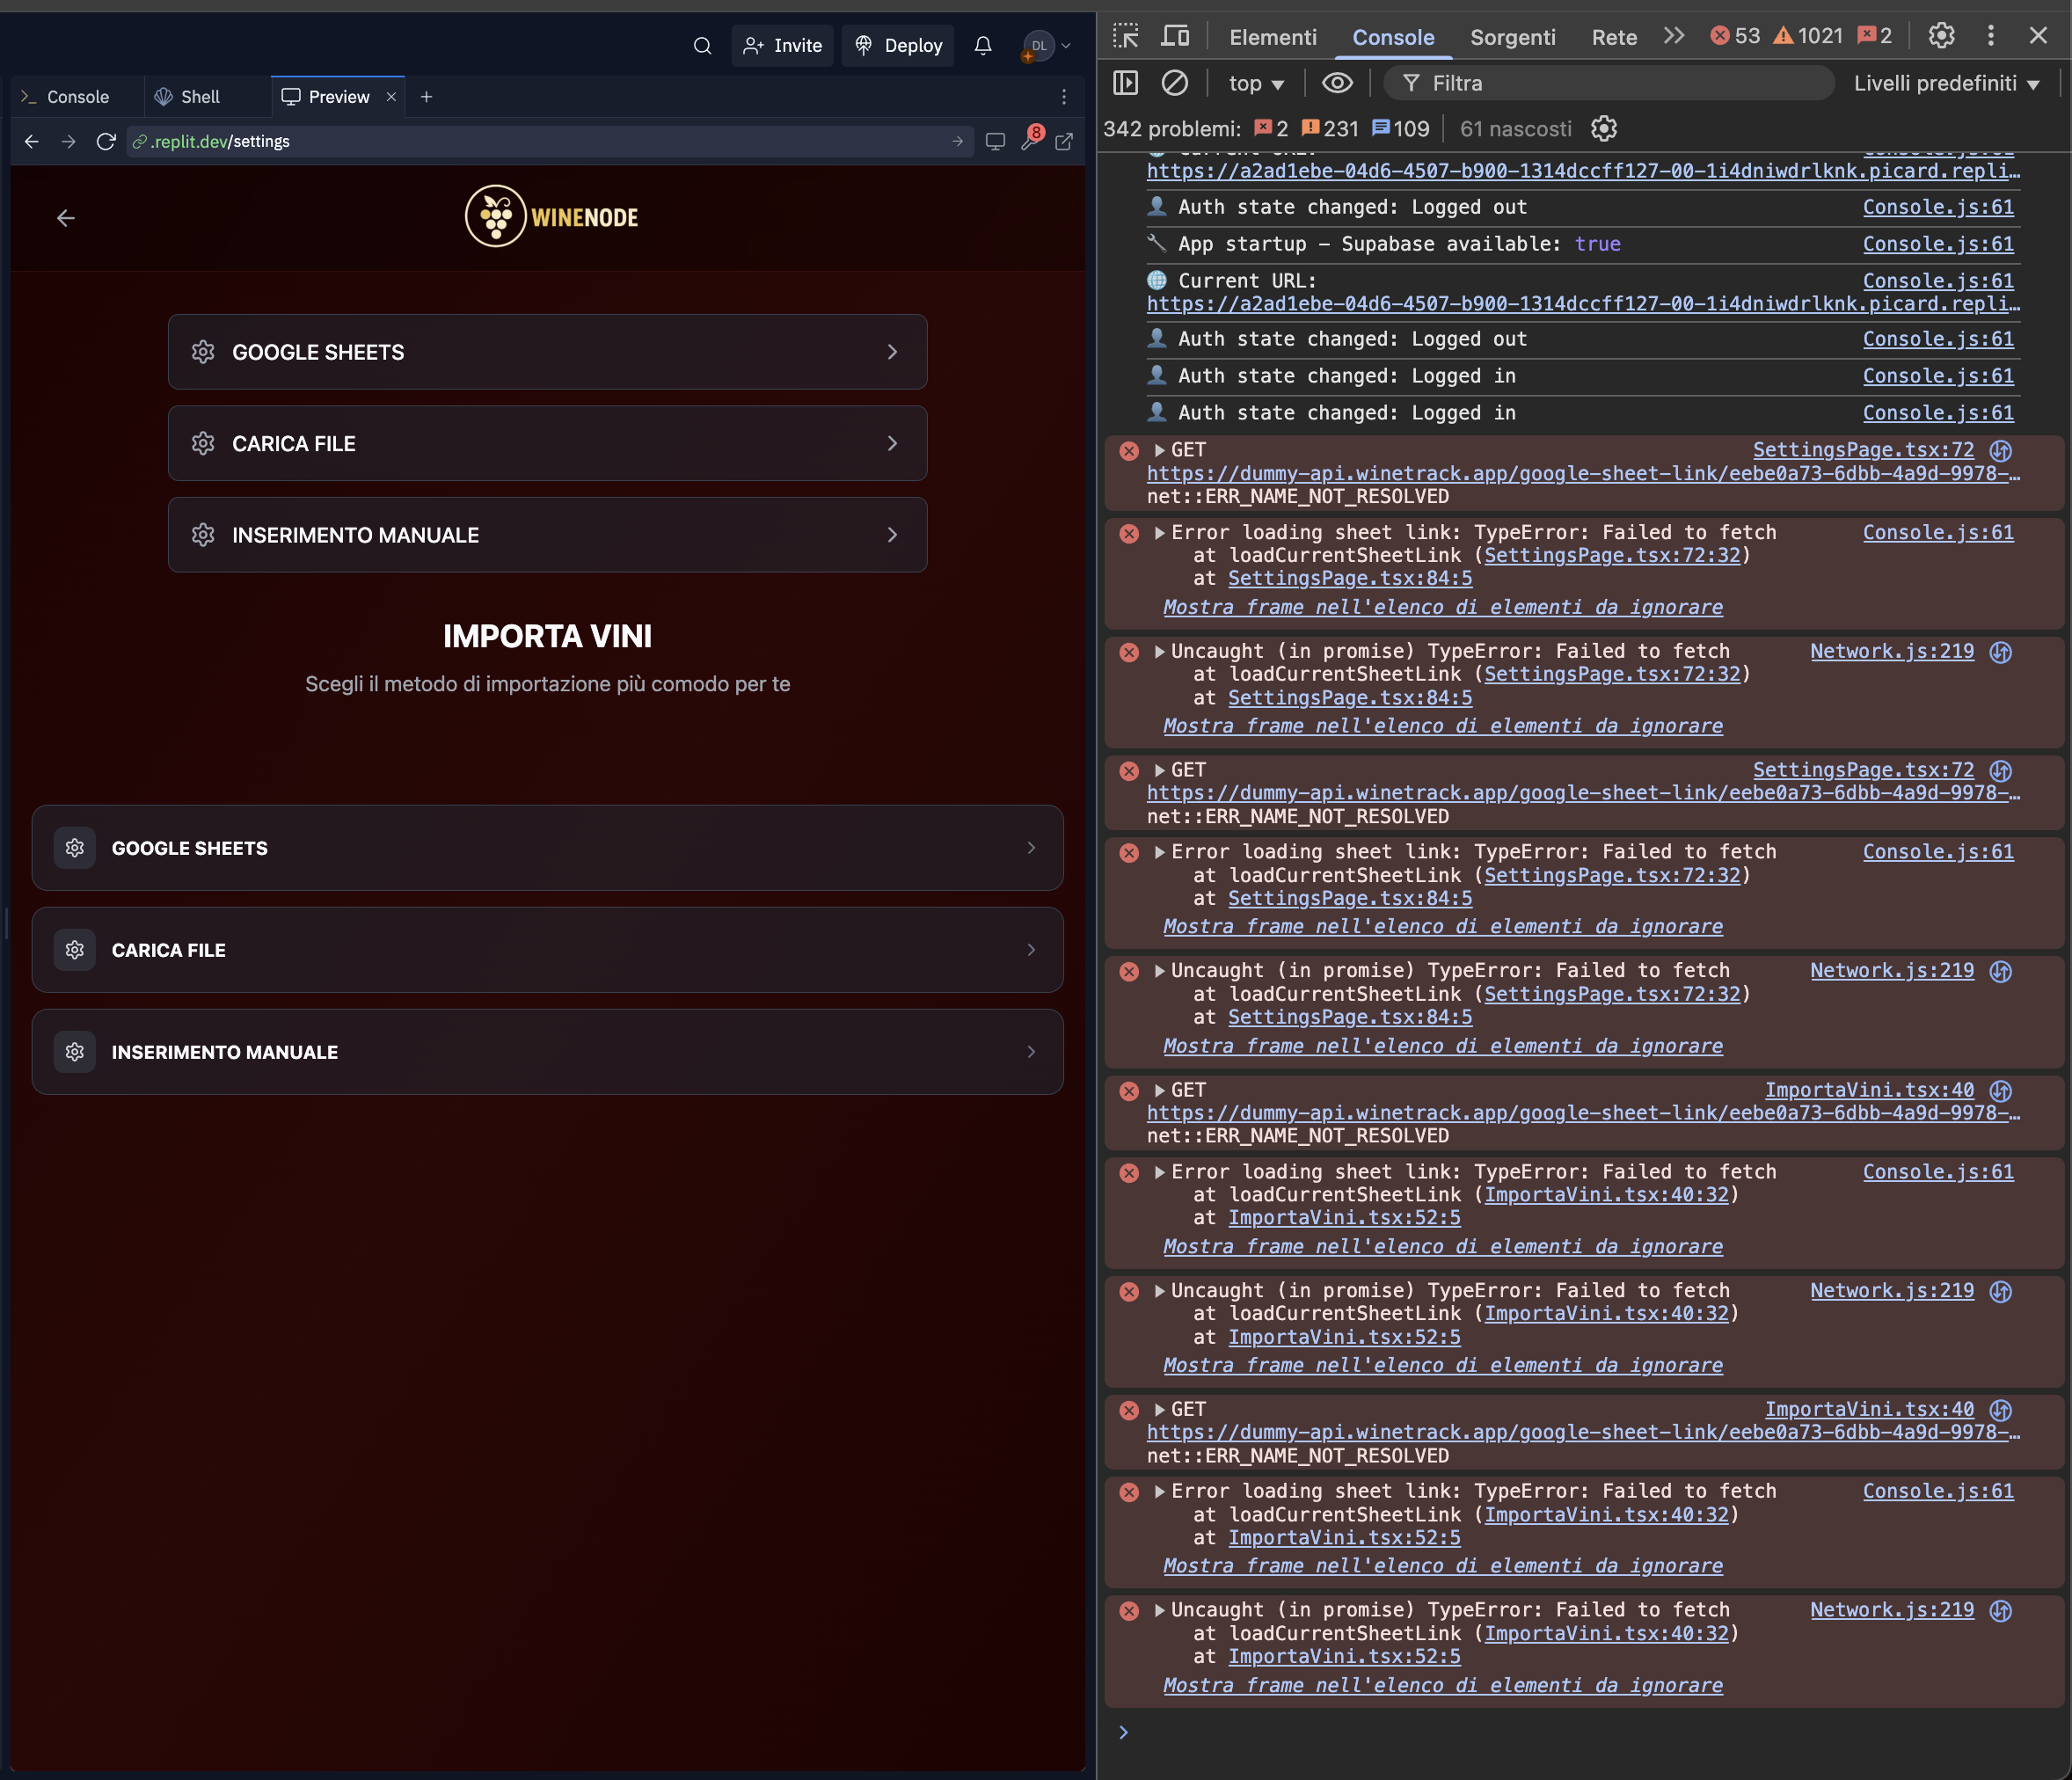 Invite
Deploy
DL
Console
Shell
Preview
.replit.dev/settings
8
WINENODE
GOOGLE SHEETS
CARICA FILE
INSERIMENTO MANUALE
IMPORTA VINI
Scegli il metodo di importazione più comodo per te
GOOGLE SHEETS
CARICA FILE
INSERIMENTO MANUALE
Elementi
Console
Sorgenti
Rete
53
1021
2
top
Filtra
Livelli predefiniti
342 problemi: 2 231 109
61 nascosti
https://a2ad1ebe-04d6-4507-b900-1314dccff127-00-1i4dniwdrlknk.picard.repli…
Auth state changed: Logged out Console.js:61
App startup – Supabase available: true Console.js:61
Current URL: Console.js:61
https://a2ad1ebe-04d6-4507-b900-1314dccff127-00-1i4dniwdrlknk.picard.repli…
Auth state changed: Logged out Console.js:61
Auth state changed: Logged in Console.js:61
Auth state changed: Logged in Console.js:61
GET SettingsPage.tsx:72
https://dummy-api.winetrack.app/google-sheet-link/eebe0a73-6dbb-4a9d-9978-…
net::ERR_NAME_NOT_RESOLVED
Error loading sheet link: TypeError: Failed to fetch Console.js:61
at loadCurrentSheetLink (SettingsPage.tsx:72:32)
at SettingsPage.tsx:84:5
Mostra frame nell'elenco di elementi da ignorare
Uncaught (in promise) TypeError: Failed to fetch Network.js:219
at loadCurrentSheetLink (SettingsPage.tsx:72:32)
at SettingsPage.tsx:84:5
Mostra frame nell'elenco di elementi da ignorare
GET SettingsPage.tsx:72
https://dummy-api.winetrack.app/google-sheet-link/eebe0a73-6dbb-4a9d-9978-…
net::ERR_NAME_NOT_RESOLVED
Error loading sheet link: TypeError: Failed to fetch Console.js:61
at loadCurrentSheetLink (SettingsPage.tsx:72:32)
at SettingsPage.tsx:84:5
Mostra frame nell'elenco di elementi da ignorare
Uncaught (in promise) TypeError: Failed to fetch Network.js:219
at loadCurrentSheetLink (SettingsPage.tsx:72:32)
at SettingsPage.tsx:84:5
Mostra frame nell'elenco di elementi da ignorare
GET ImportaVini.tsx:40
https://dummy-api.winetrack.app/google-sheet-link/eebe0a73-6dbb-4a9d-9978-…
net::ERR_NAME_NOT_RESOLVED
Error loading sheet link: TypeError: Failed to fetch Console.js:61
at loadCurrentSheetLink (ImportaVini.tsx:40:32)
at ImportaVini.tsx:52:5
Mostra frame nell'elenco di elementi da ignorare
Uncaught (in promise) TypeError: Failed to fetch Network.js:219
at loadCurrentSheetLink (ImportaVini.tsx:40:32)
at ImportaVini.tsx:52:5
Mostra frame nell'elenco di elementi da ignorare
GET ImportaVini.tsx:40
https://dummy-api.winetrack.app/google-sheet-link/eebe0a73-6dbb-4a9d-9978-…
net::ERR_NAME_NOT_RESOLVED
Error loading sheet link: TypeError: Failed to fetch Console.js:61
at loadCurrentSheetLink (ImportaVini.tsx:40:32)
at ImportaVini.tsx:52:5
Mostra frame nell'elenco di elementi da ignorare
Uncaught (in promise) TypeError: Failed to fetch Network.js:219
at loadCurrentSheetLink (ImportaVini.tsx:40:32)
at ImportaVini.tsx:52:5
Mostra frame nell'elenco di elementi da ignorare